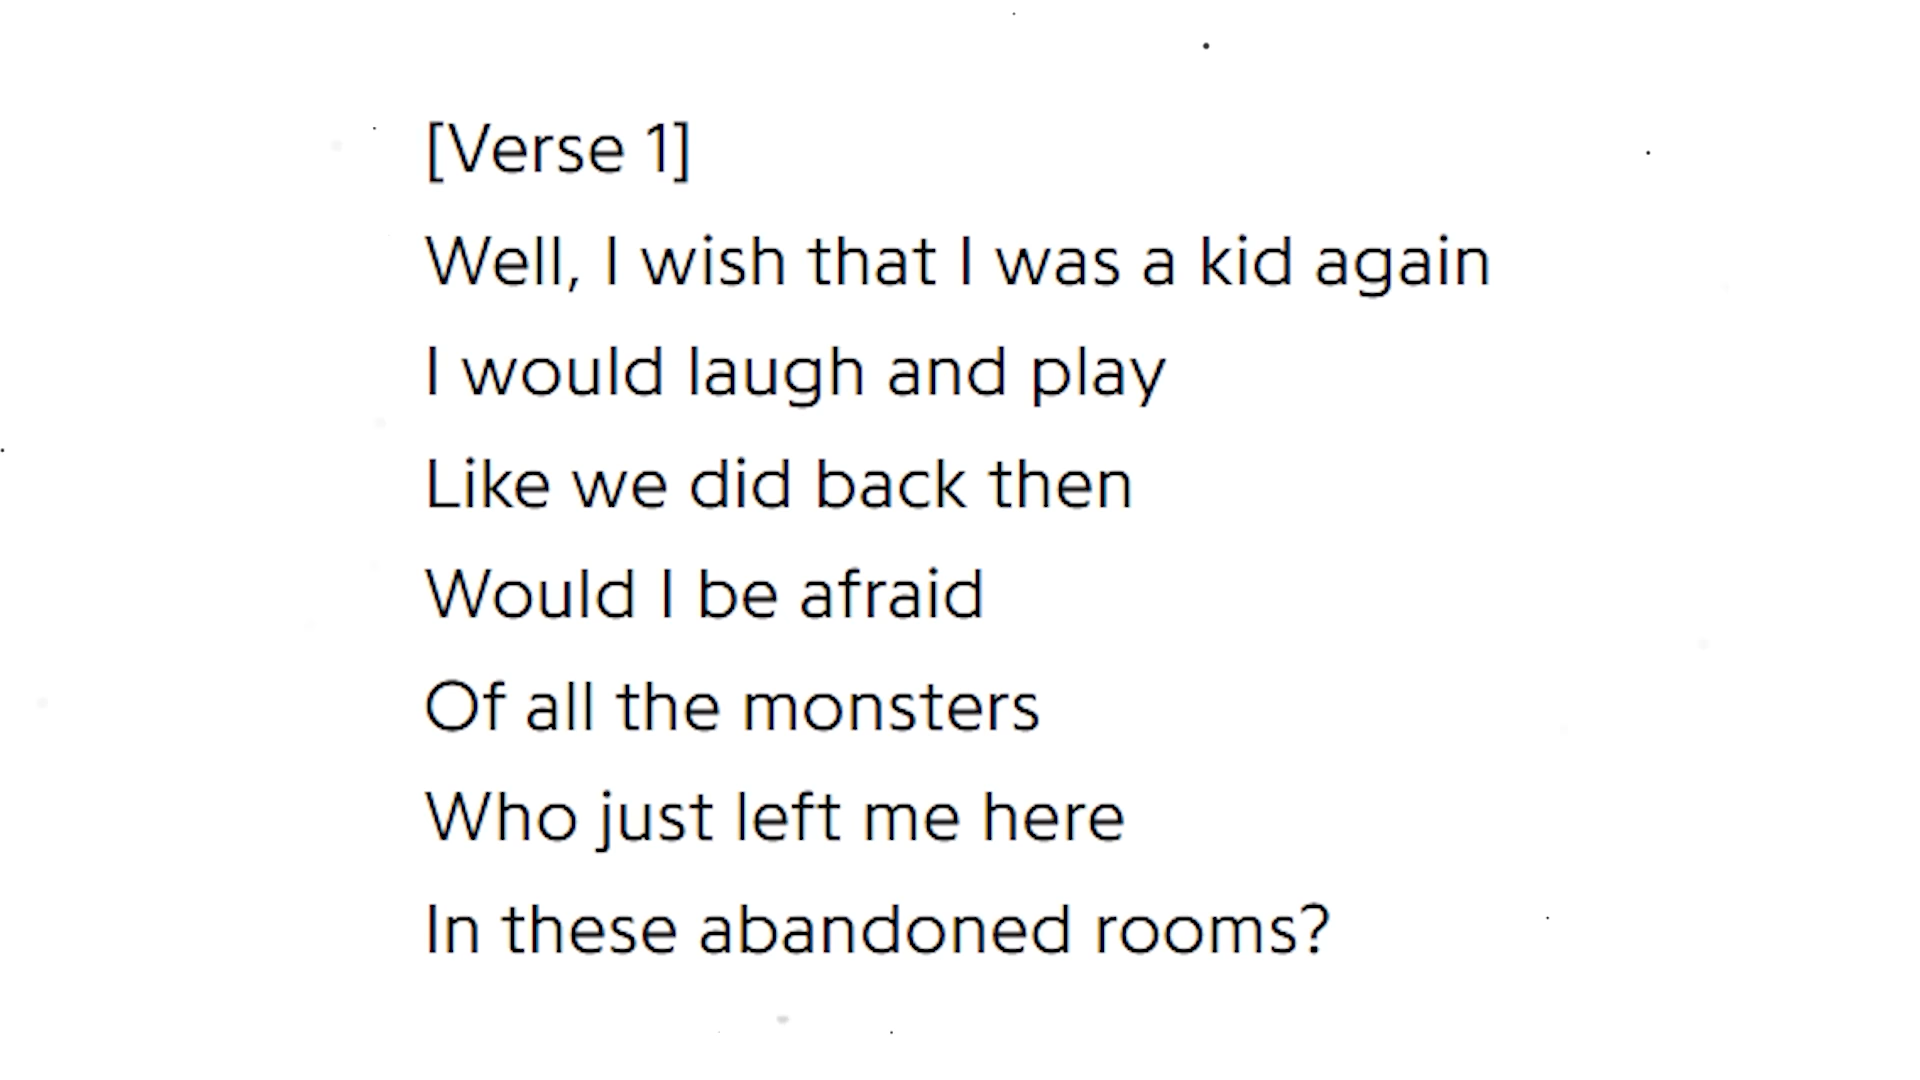 [Verse 1]
Well, I wish that I was a kid again
I would laugh and play
Like we did back then
Would I be afraid
Of all the monsters
Who just left me here
In these abandoned rooms?